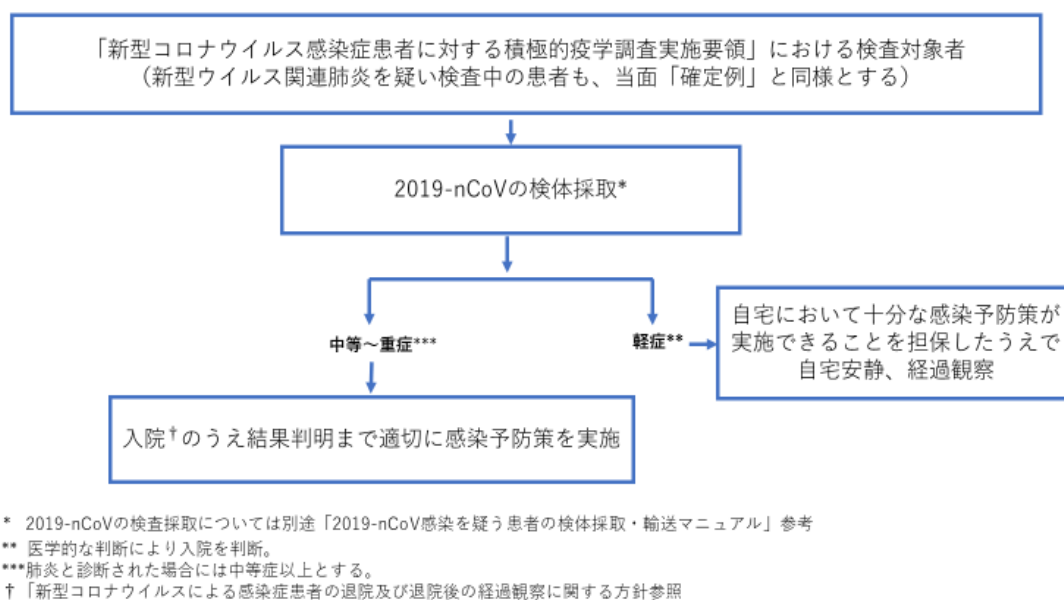 「新型コロナウイルス感染症患者に対する積極的疫学調査実施要領」における検査対象者
（新型ウイルス関連肺炎を疑い検査中の患者も、当面「確定例」と同様とする）
2019-nCoVの検体採取*
中等～重症***
軽症**
自宅において十分な感染予防策が
実施できることを担保したうえで
自宅安静、経過観察
入院†のうえ結果判明まで適切に感染予防策を実施
* 2019-nCoVの検査採取については別途「2019-nCoV感染を疑う患者の検体採取・輸送マニュアル」参考
** 医学的な判断により入院を判断。
***肺炎と診断された場合には中等症以上とする。
†「新型コロナウイルスによる感染症患者の退院及び退院後の経過観察に関する方針参照